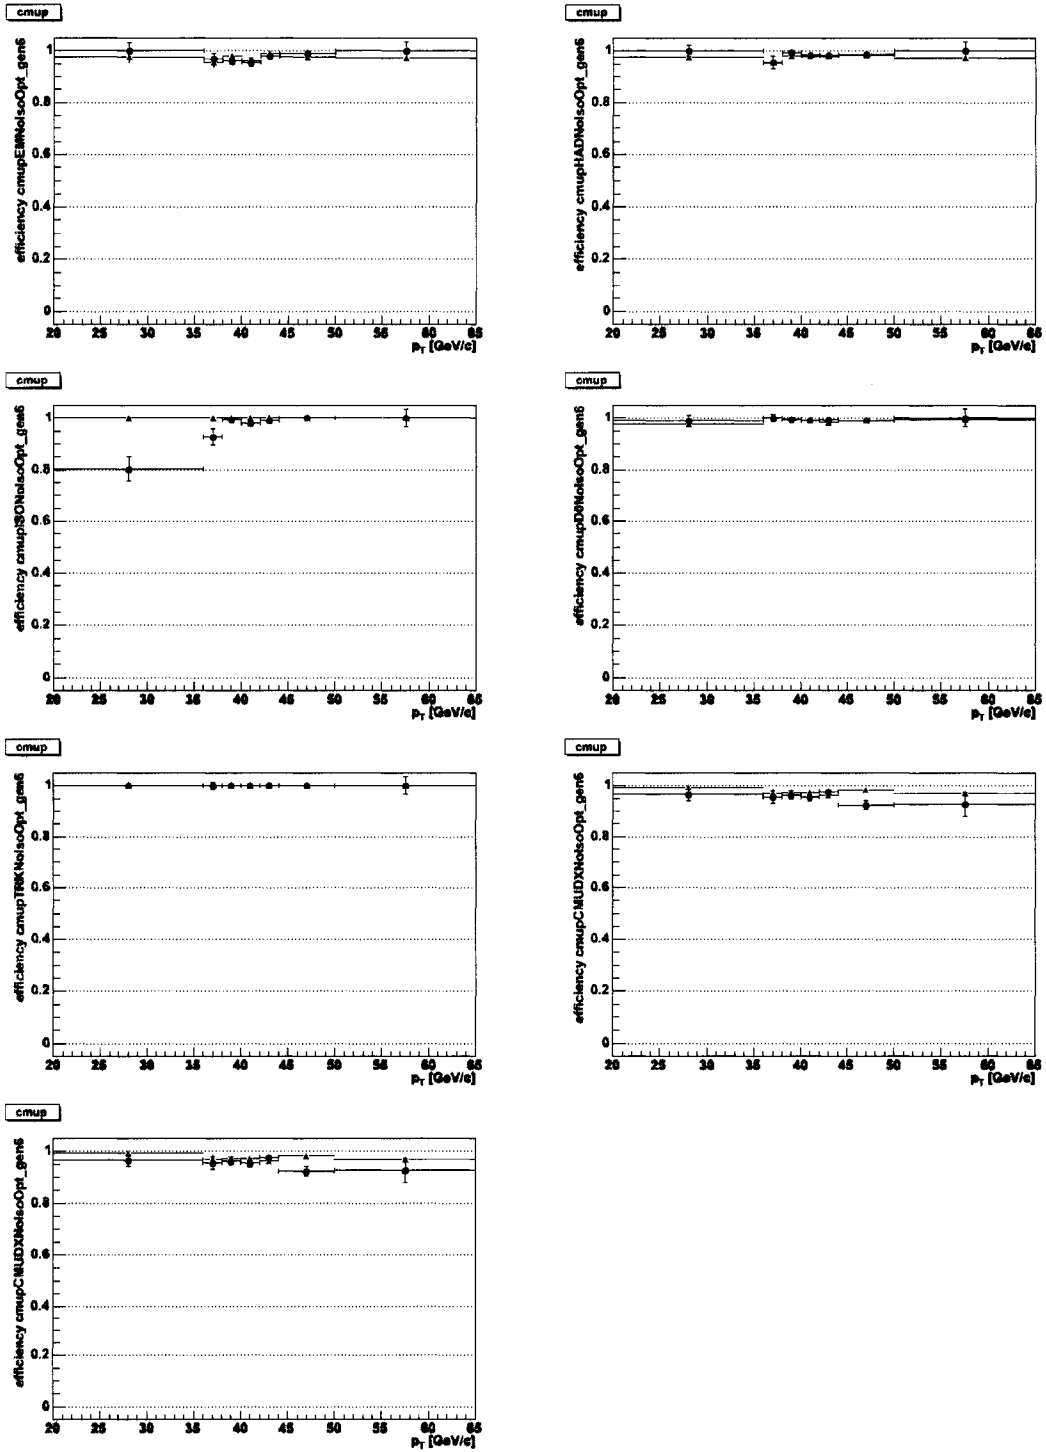 cmup
efficiency cmupEMNoIsoOpt_gen6
1
0.8
0.6
0.4
0.2
0
20 25 30 35 40 45 50 55 60 65
p_T [GeV/c]
cmup
efficiency cmupHADNoIsoOpt_gen6
1
0.8
0.6
0.4
0.2
0
20 25 30 35 40 45 50 55 60 65
p_T [GeV/c]
cmup
efficiency cmupISONoIsoOpt_gen6
1
0.8
0.6
0.4
0.2
0
20 25 30 35 40 45 50 55 60 65
p_T [GeV/c]
cmup
efficiency cmupD0NoIsoOpt_gen6
1
0.8
0.6
0.4
0.2
0
20 25 30 35 40 45 50 55 60 65
p_T [GeV/c]
cmup
efficiency cmupTRKNoIsoOpt_gen6
1
0.8
0.6
0.4
0.2
0
20 25 30 35 40 45 50 55 60 65
p_T [GeV/c]
cmup
efficiency cmupCMUDXNoIsoOpt_gen6
1
0.8
0.6
0.4
0.2
0
20 25 30 35 40 45 50 55 60 65
p_T [GeV/c]
cmup
efficiency cmupCMUDXNoIsoOpt_gen6
1
0.8
0.6
0.4
0.2
0
20 25 30 35 40 45 50 55 60 65
p_T [GeV/c]